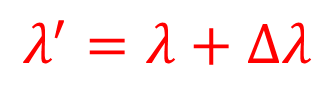 λ′ = λ + Δλ